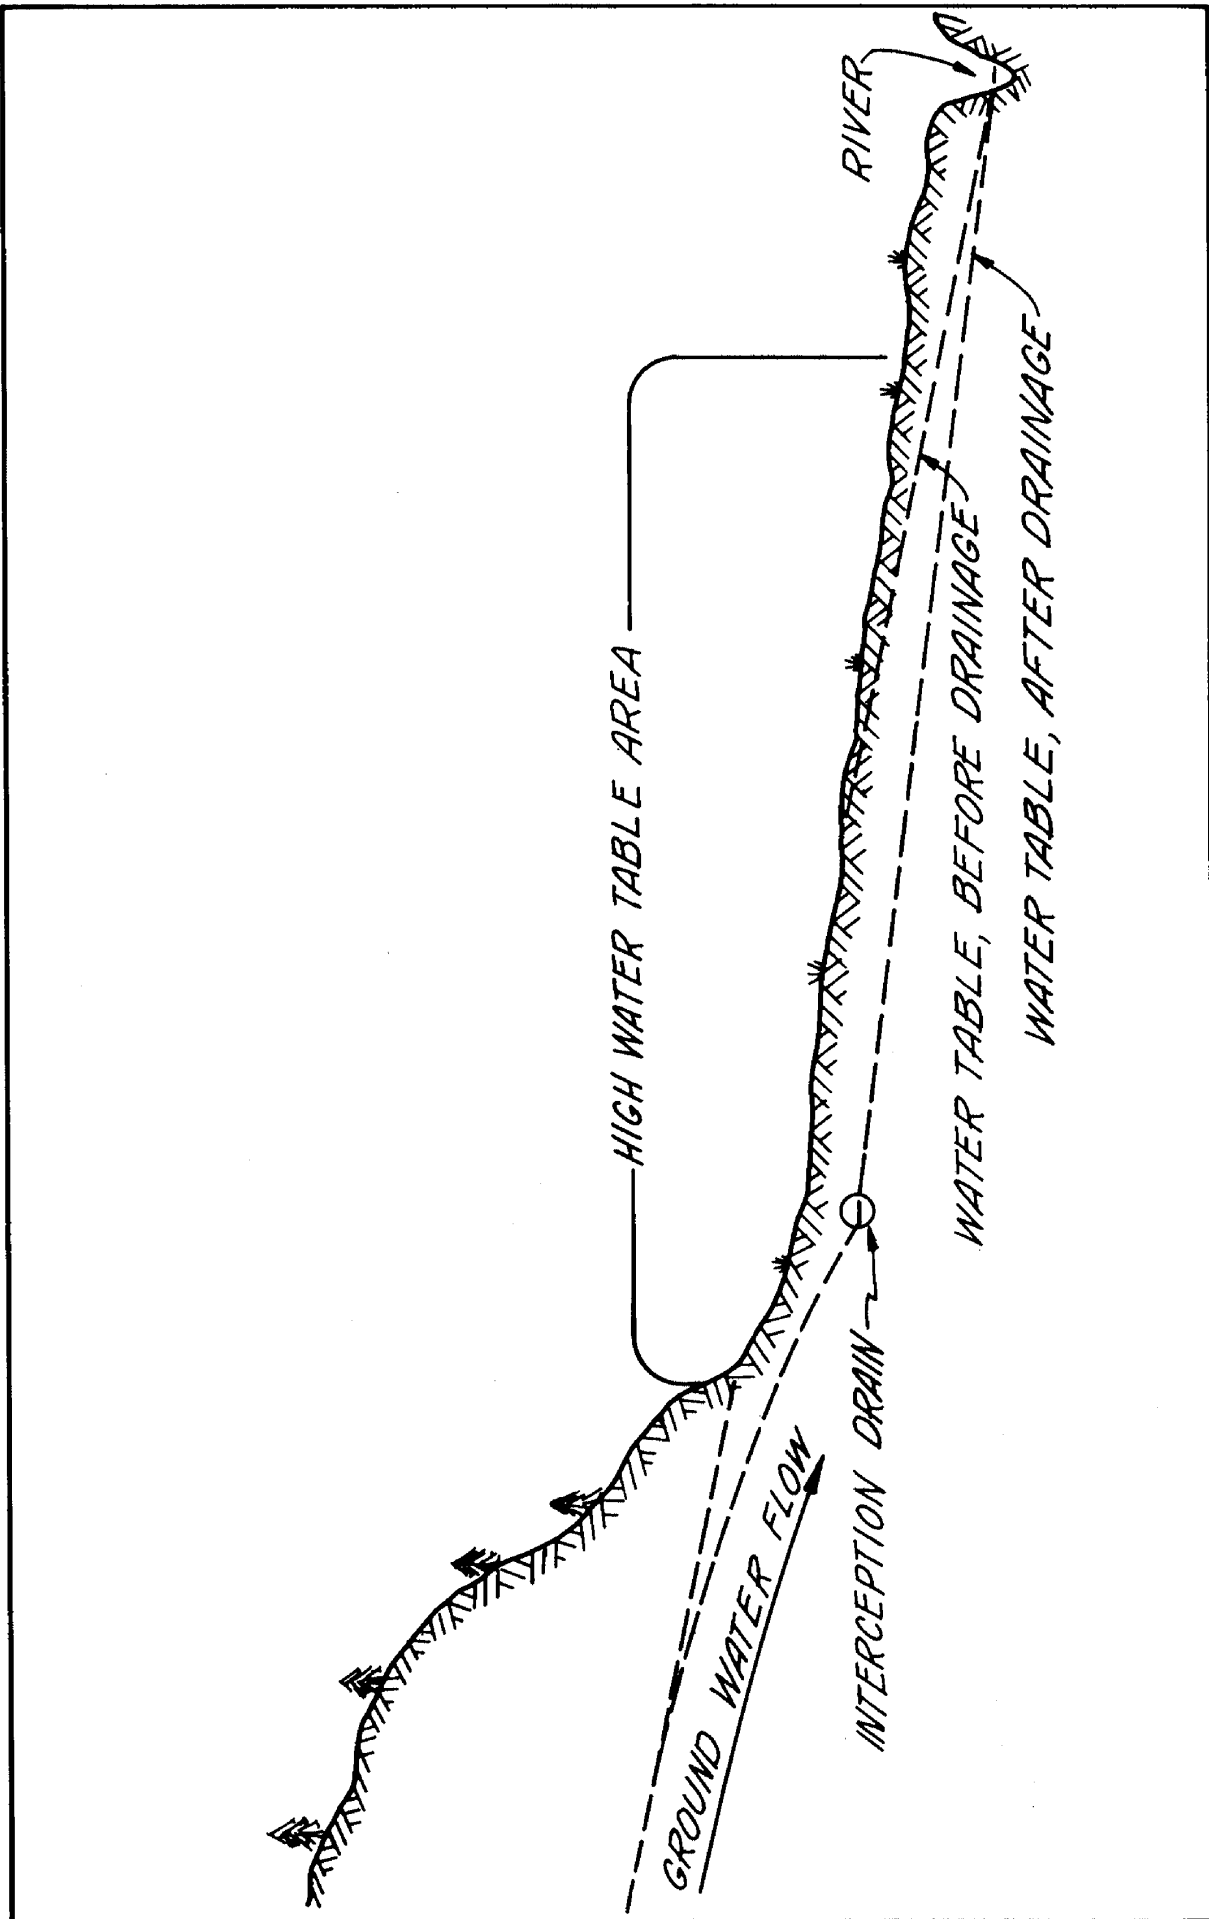 RIVER
HIGH WATER TABLE AREA
WATER TABLE, BEFORE DRAINAGE
WATER TABLE, AFTER DRAINAGE
GROUND WATER FLOW
INTERCEPTION DRAIN